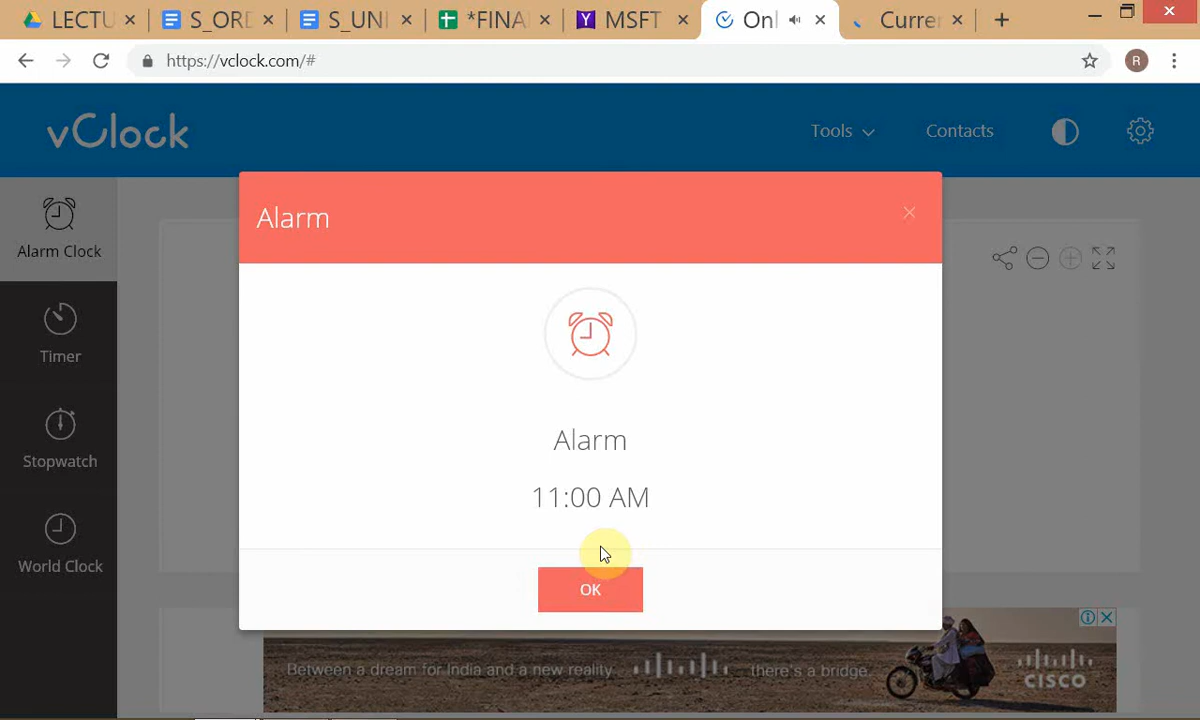 LECTU
S_ORD
S_UNI
*FINA
MSFT
Onl
Curre
https://vclock.com/#
R
vClock
Tools
Contacts
Alarm Clock
Timer
Stopwatch
World Clock
Alarm
Alarm
11:00 AM
OK
Between a dream for India and a new reality
there's a bridge.
CISCO